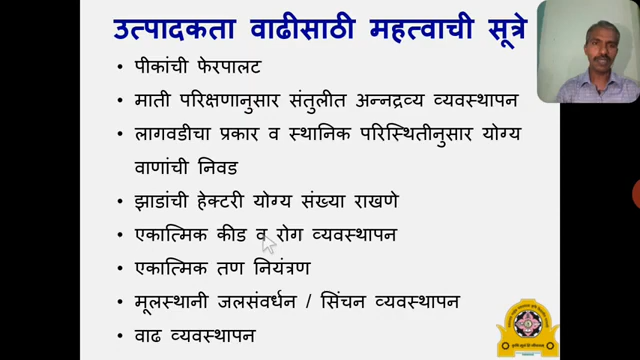 उत्पादकता वाढीसाठी महत्वाची सूत्रे
• पीकांची फेरपालट
• माती परिक्षणानुसार संतुलीत अन्नद्रव्य व्यवस्थापन
• लागवडीचा प्रकार व स्थानिक परिस्थितीनुसार योग्य
वाणांची निवड
• झाडांची हेक्टरी योग्य संख्या राखणे
• एकात्मिक कीड व रोग व्यवस्थापन
• एकात्मिक तण नियंत्रण
• मूलस्थानी जलसंवर्धन / सिंचन व्यवस्थापन
• वाढ व्यवस्थापन